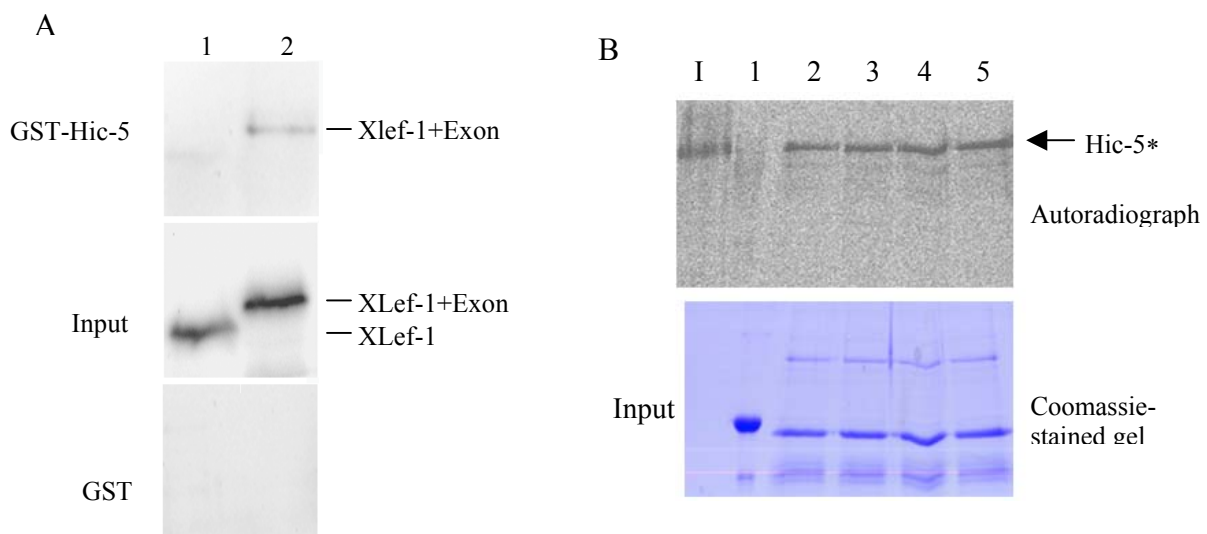 A
1 2
GST-Hic-5
Xlef-1+Exon
Input
XLef-1+Exon
XLef-1
GST
B
I 1 2 3 4 5
Hic-5*
Autoradiograph
Input
Coomassie-
stained gel